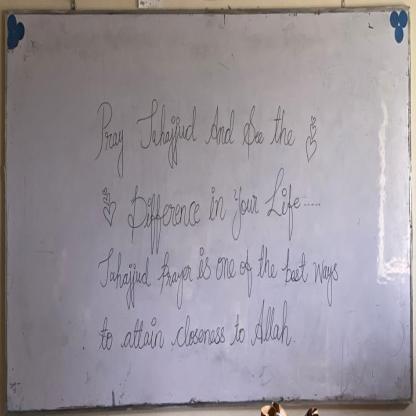 Pray Tahajjud And See the
Difference in Your Life.....
Tahajjud Prayer is one of the best ways
to attain closeness to Allah.